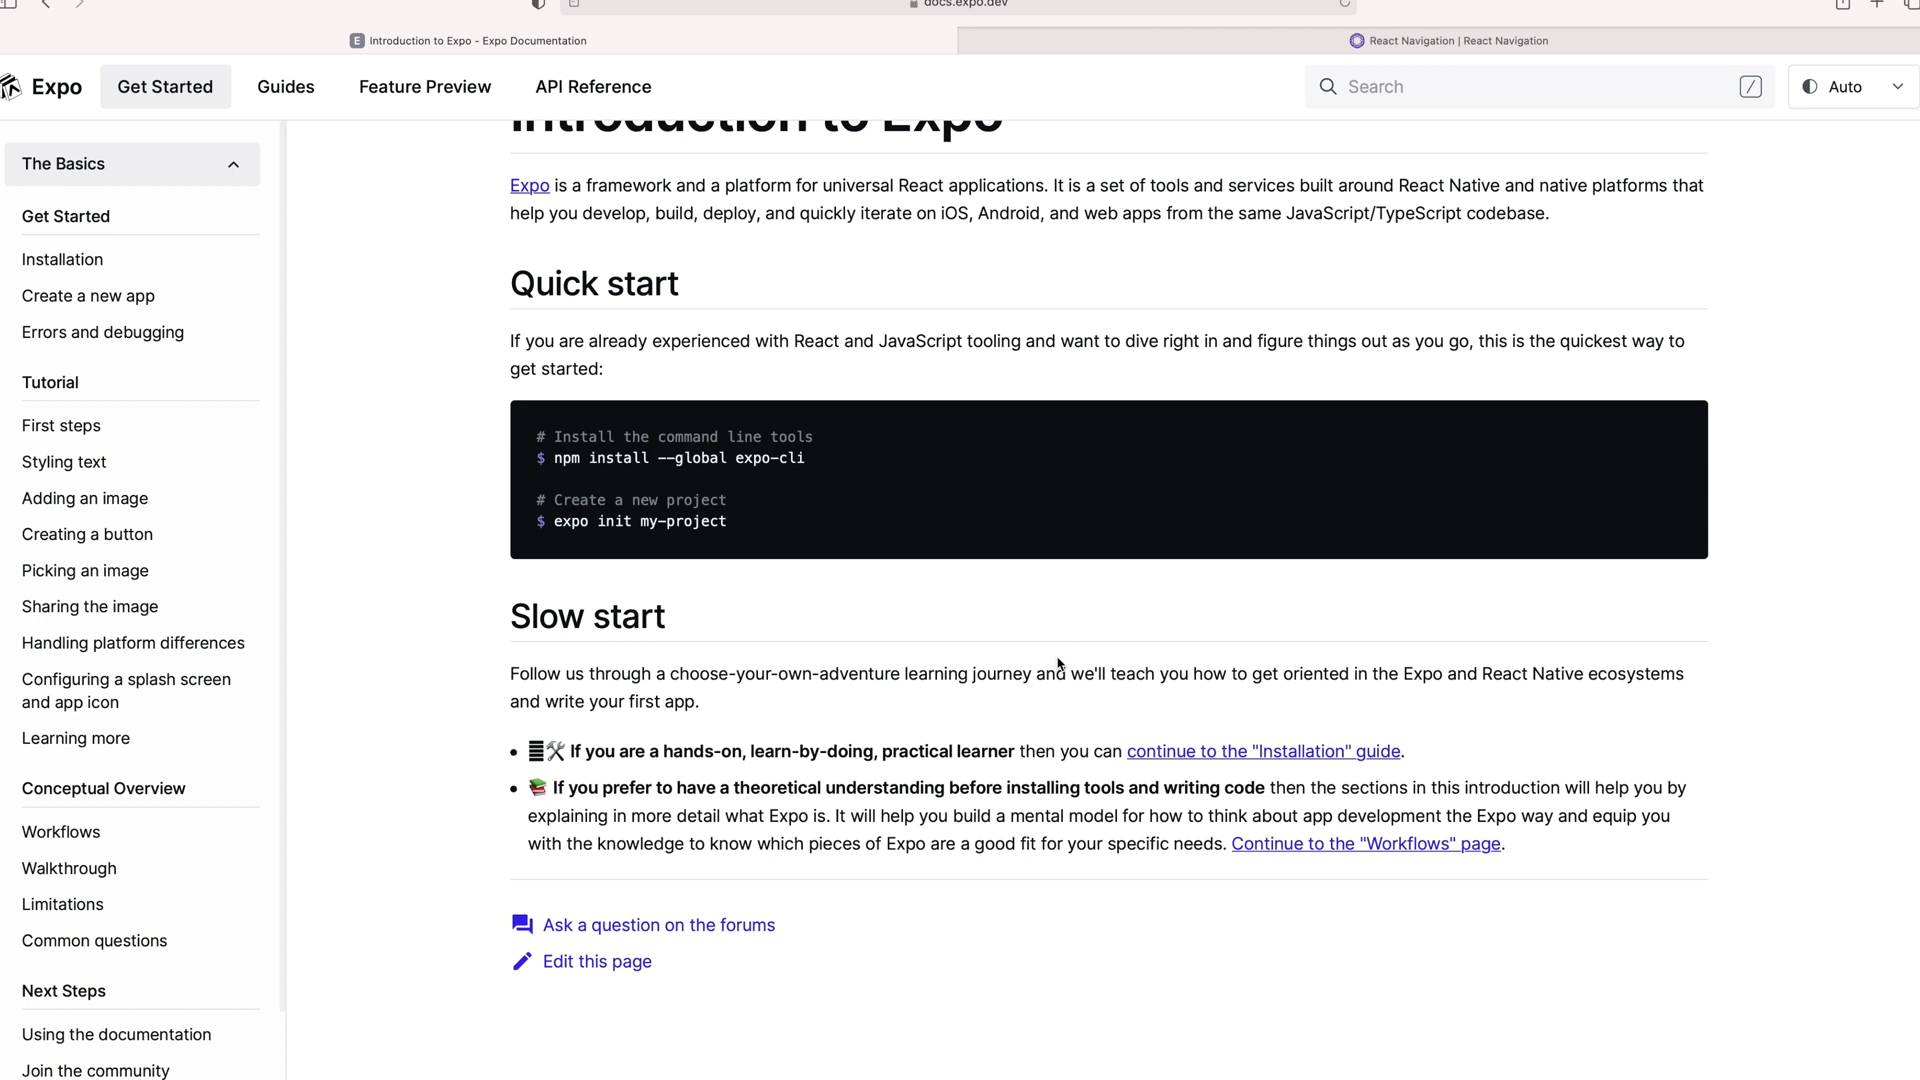 docs.expo.dev
E Introduction to Expo - Expo Documentation
React Navigation | React Navigation
Expo
Get Started
Guides
Feature Preview
API Reference
Search
/
Auto
The Basics
Get Started
Installation
Create a new app
Errors and debugging
Tutorial
First steps
Styling text
Adding an image
Creating a button
Picking an image
Sharing the image
Handling platform differences
Configuring a splash screen
and app icon
Learning more
Conceptual Overview
Workflows
Walkthrough
Limitations
Common questions
Next Steps
Using the documentation
Join the community
Introduction to Expo
Expo is a framework and a platform for universal React applications. It is a set of tools and services built around React Native and native platforms that
help you develop, build, deploy, and quickly iterate on iOS, Android, and web apps from the same JavaScript/TypeScript codebase.
Quick start
If you are already experienced with React and JavaScript tooling and want to dive right in and figure things out as you go, this is the quickest way to
get started:
# Install the command line tools
$ npm install --global expo-cli
# Create a new project
$ expo init my-project
Slow start
Follow us through a choose-your-own-adventure learning journey and we'll teach you how to get oriented in the Expo and React Native ecosystems
and write your first app.
If you are a hands-on, learn-by-doing, practical learner then you can continue to the "Installation" guide.
If you prefer to have a theoretical understanding before installing tools and writing code then the sections in this introduction will help you by
explaining in more detail what Expo is. It will help you build a mental model for how to think about app development the Expo way and equip you
with the knowledge to know which pieces of Expo are a good fit for your specific needs. Continue to the "Workflows" page.
Ask a question on the forums
Edit this page